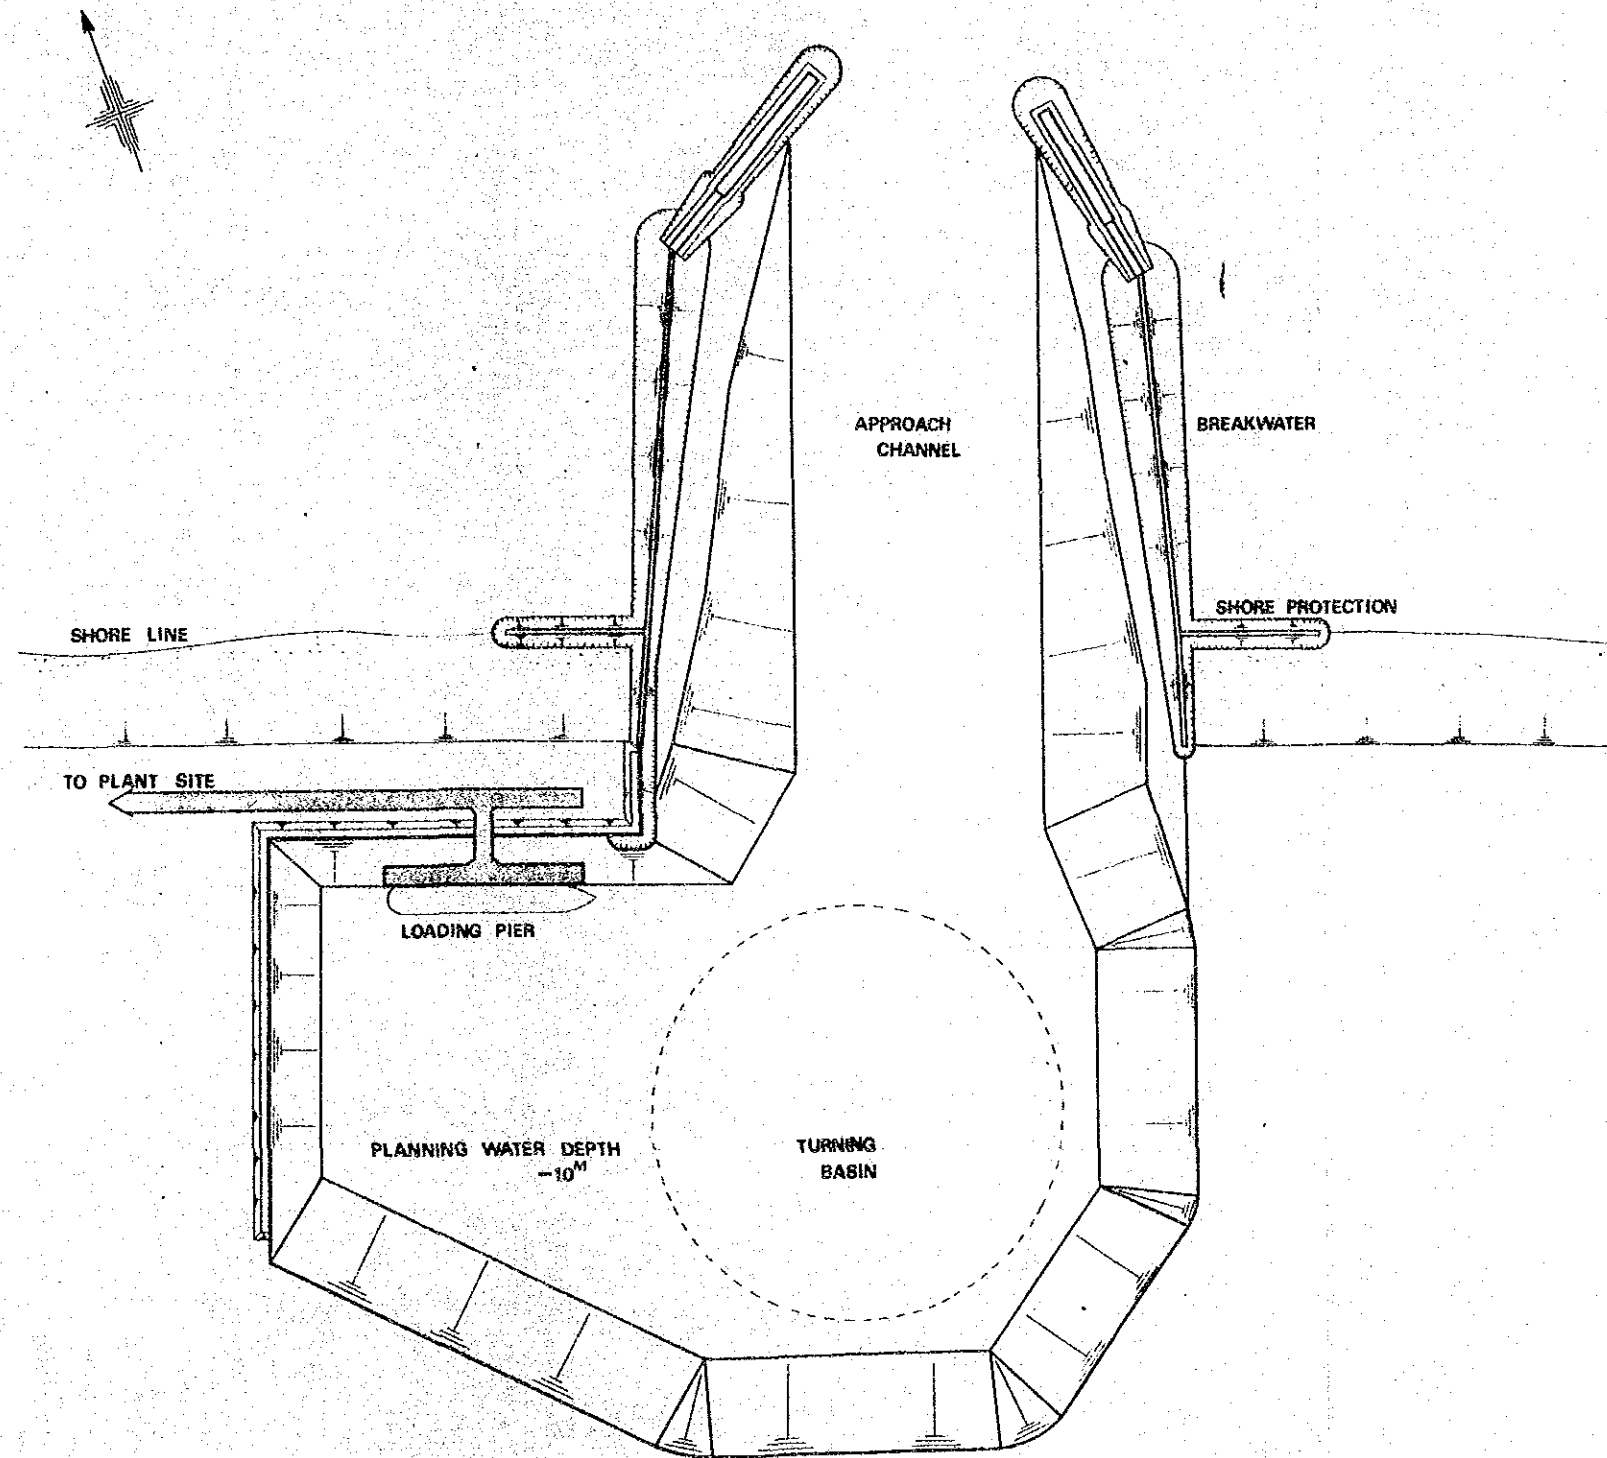 APPROACH
CHANNEL
BREAKWATER
SHORE PROTECTION
SHORE LINE
TO PLANT SITE
LOADING PIER
PLANNING WATER DEPTH
-10M
TURNING
BASIN